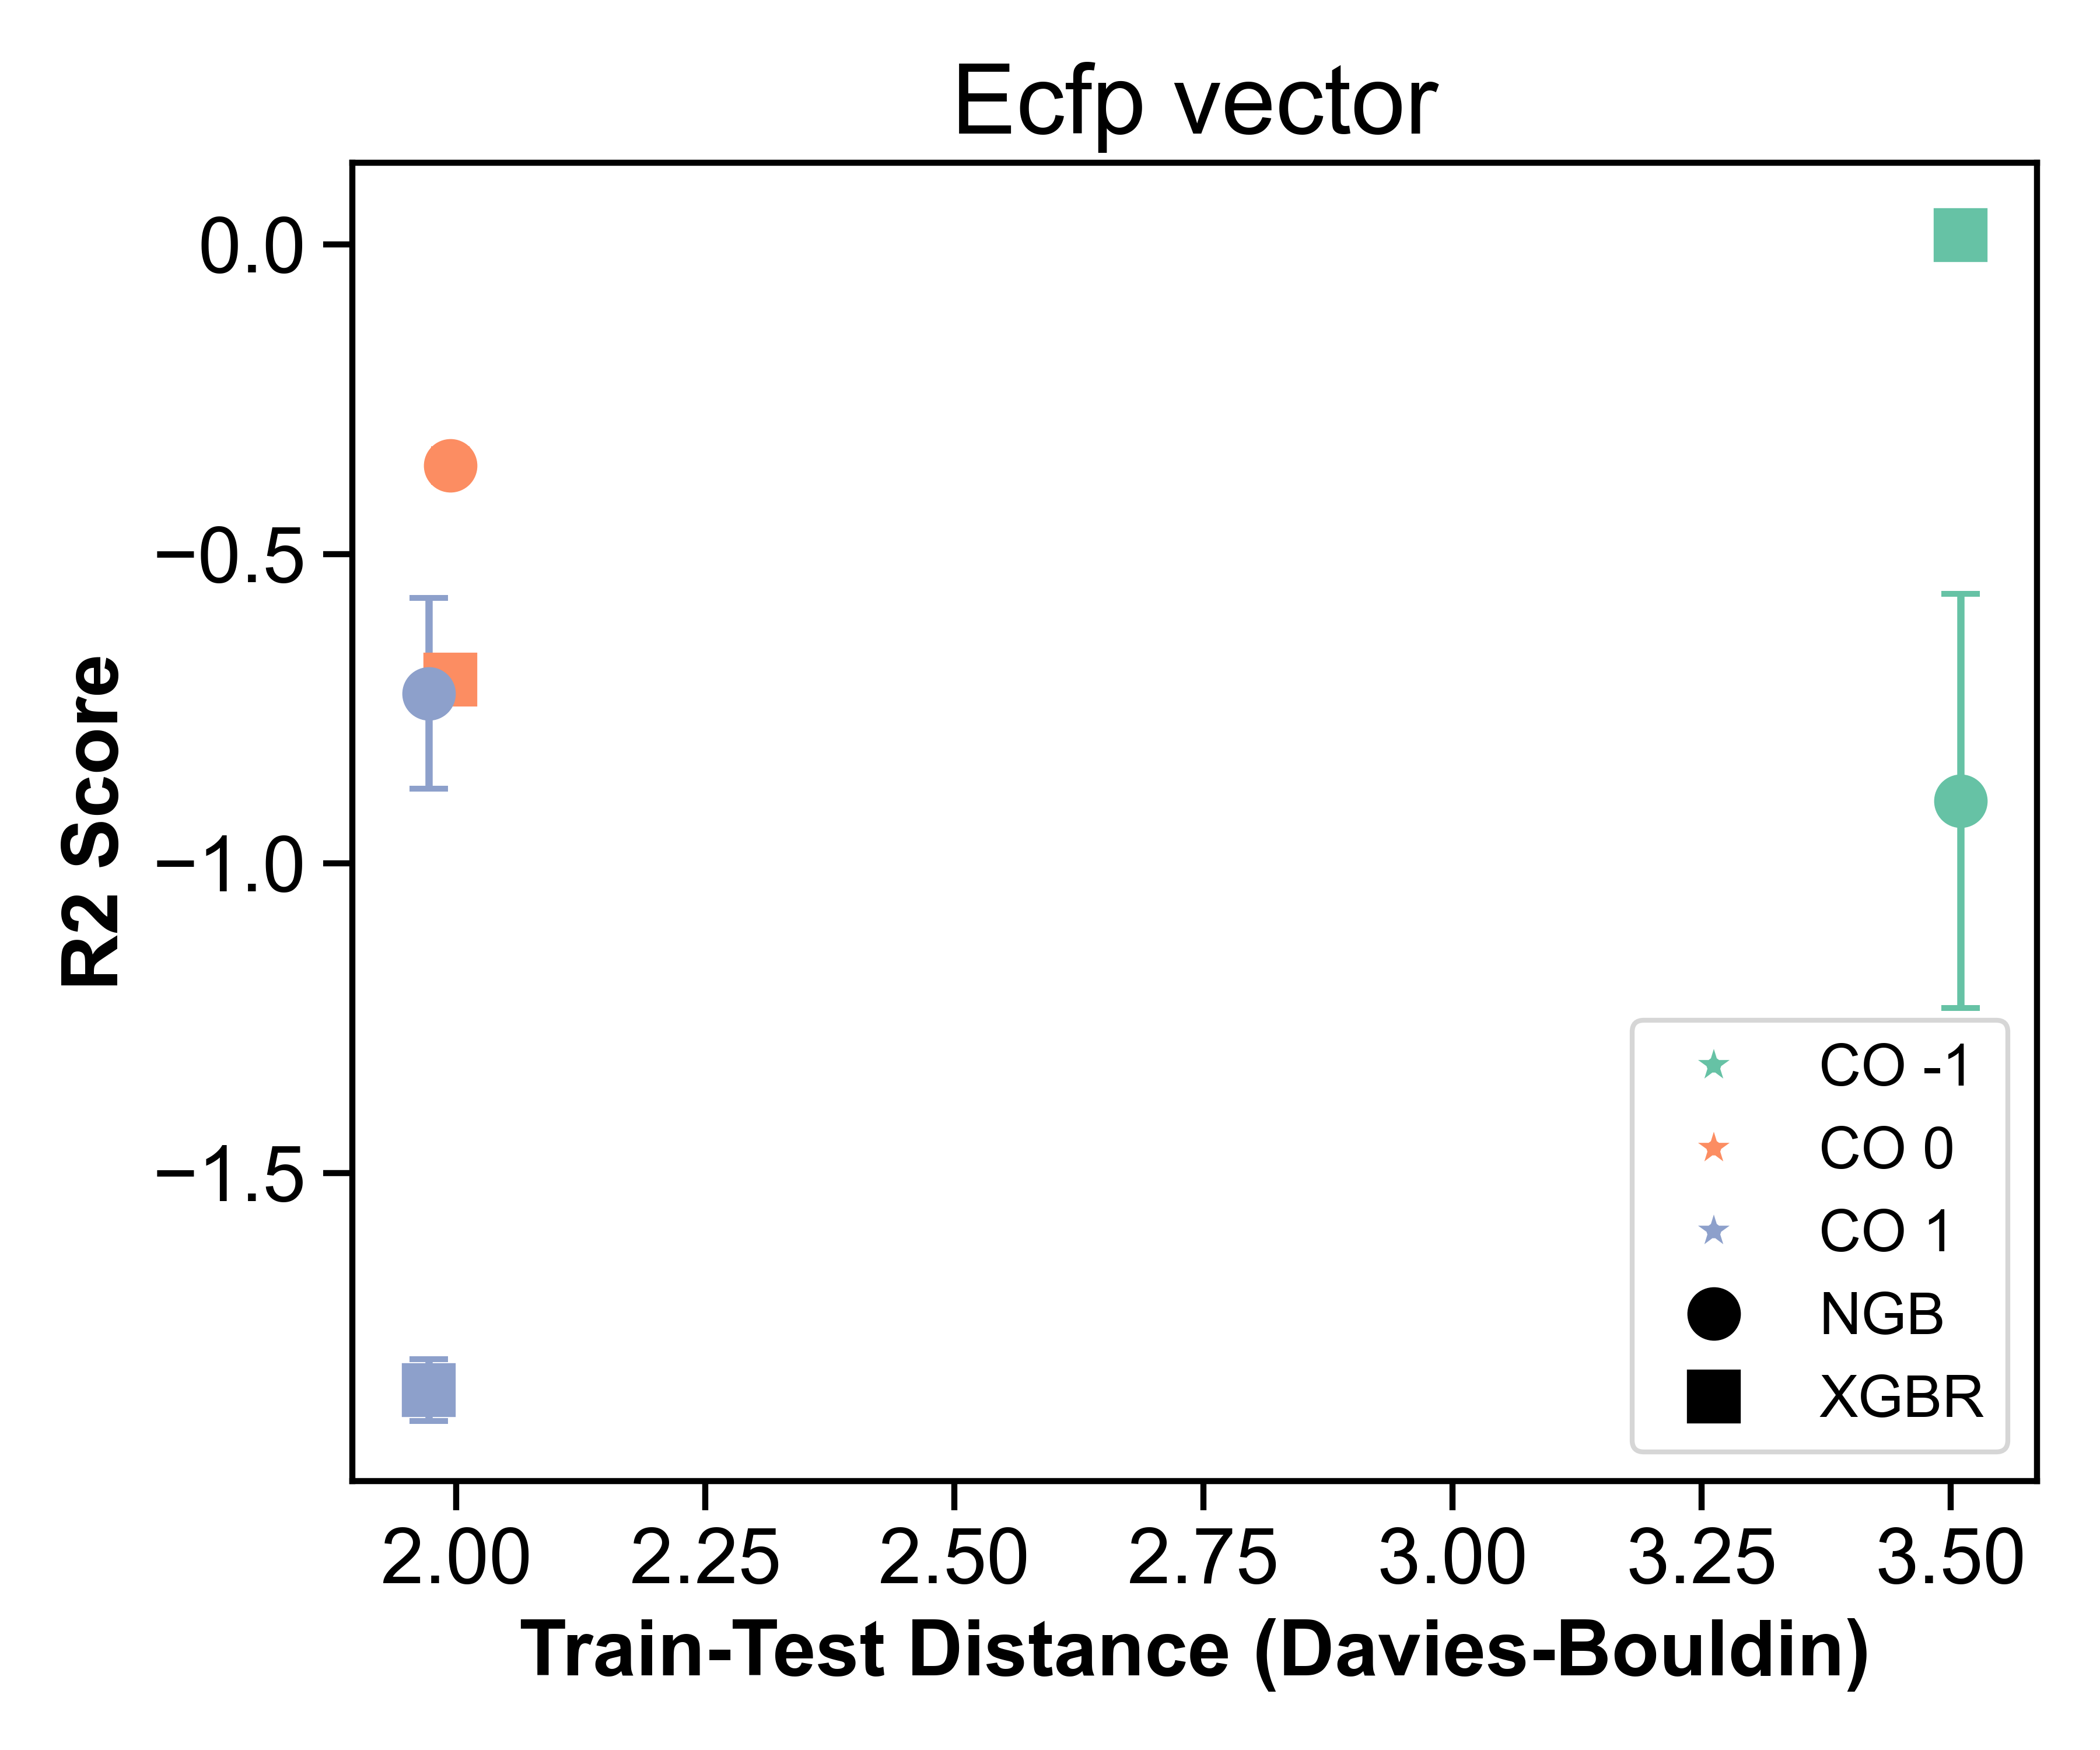 Ecfp vector
0.0
−0.5
−1.0
−1.5
R2 Score
CO -1
CO 0
CO 1
NGB
XGBR
2.00 2.25 2.50 2.75 3.00 3.25 3.50
Train-Test Distance (Davies-Bouldin)